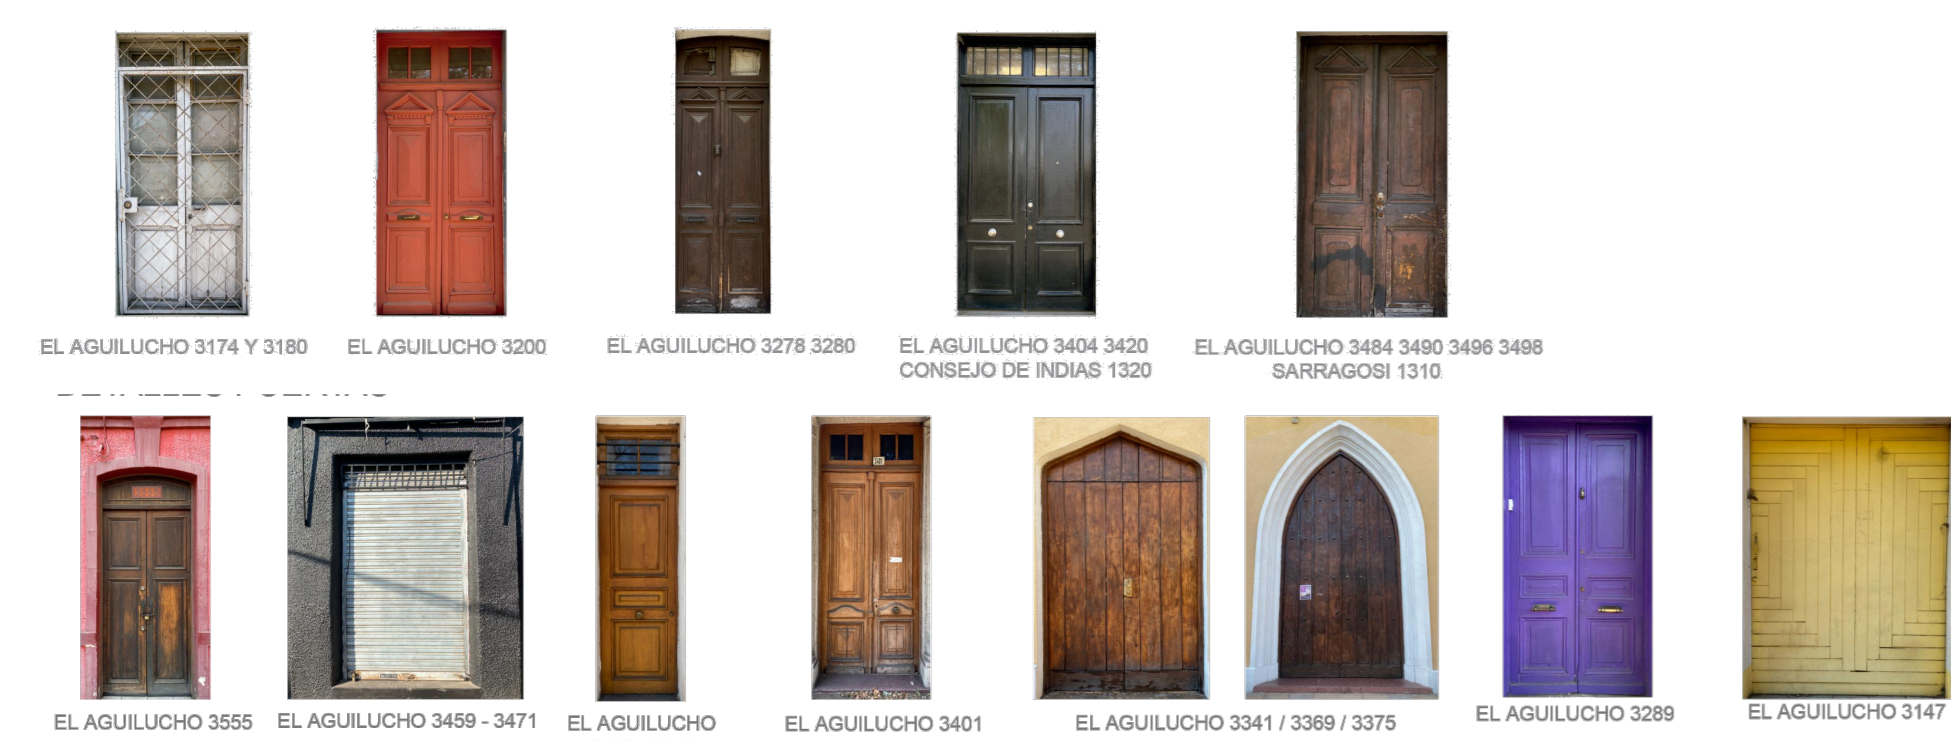 EL AGUILUCHO 3174 Y 3180
EL AGUILUCHO 3200
EL AGUILUCHO 3278 3280
EL AGUILUCHO 3404 3420
CONSEJO DE INDIAS 1320
EL AGUILUCHO 3484 3490 3496 3498
SARRAGOSI 1310
EL AGUILUCHO 3555
EL AGUILUCHO 3459 - 3471
EL AGUILUCHO
EL AGUILUCHO 3401
EL AGUILUCHO 3341 / 3369 / 3375
EL AGUILUCHO 3289
EL AGUILUCHO 3147